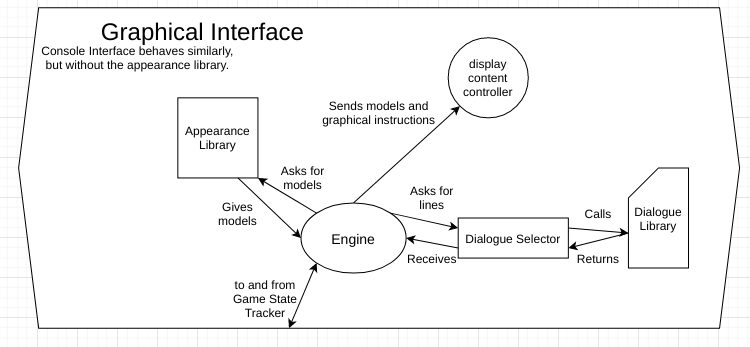 Graphical Interface
Console Interface behaves similarly,
but without the appearance library.
display
content
controller
Sends models and
graphical instructions
Appearance
Library
Asks for
models
Gives
models
Asks for
lines
Calls
Dialogue
Library
Engine
Dialogue Selector
Receives
Returns
to and from
Game State
Tracker